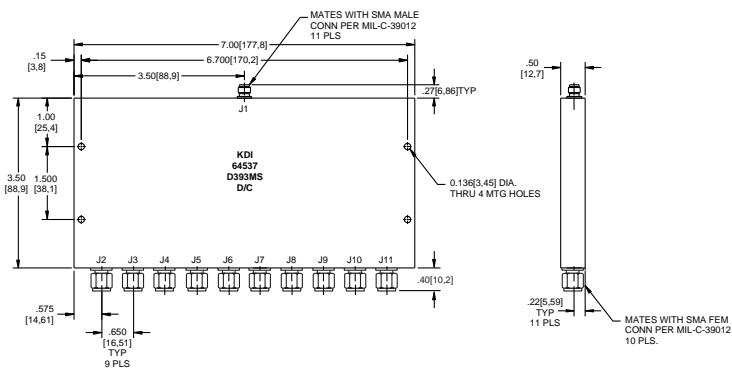 MATES WITH SMA MALE
CONN PER MIL-C-39012
11 PLS
7.00[177,8]
.15
[3,8]
6.700[170,2]
3.50[88,9]
.27[6,86]TYP
.50
[12,7]
J1
1.00
[25,4]
KDI
64537
D393MS
D/C
3.50
[88,9]
1.500
[38,1]
0.136[3,45] DIA.
THRU 4 MTG HOLES
J2 J3 J4 J5 J6 J7 J8 J9 J10 J11
.40[10,2]
.575
[14,61]
.650
[16,51]
TYP
9 PLS
.22[5,59]
TYP
11 PLS
MATES WITH SMA FEM
CONN PER MIL-C-39012
10 PLS.